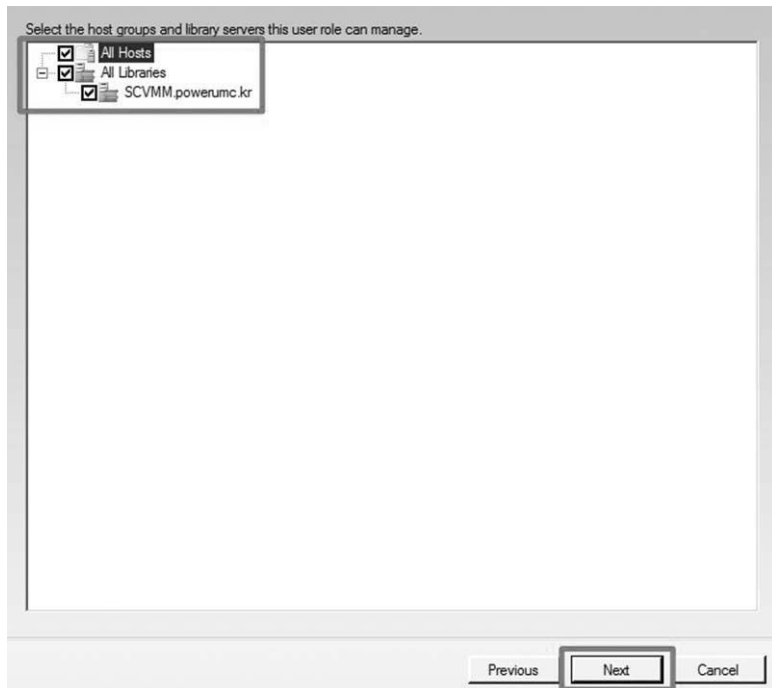 Select the host groups and library servers this user role can manage.
All Hosts
All Libraries
SCVMM.powerumc.kr
Previous Next Cancel